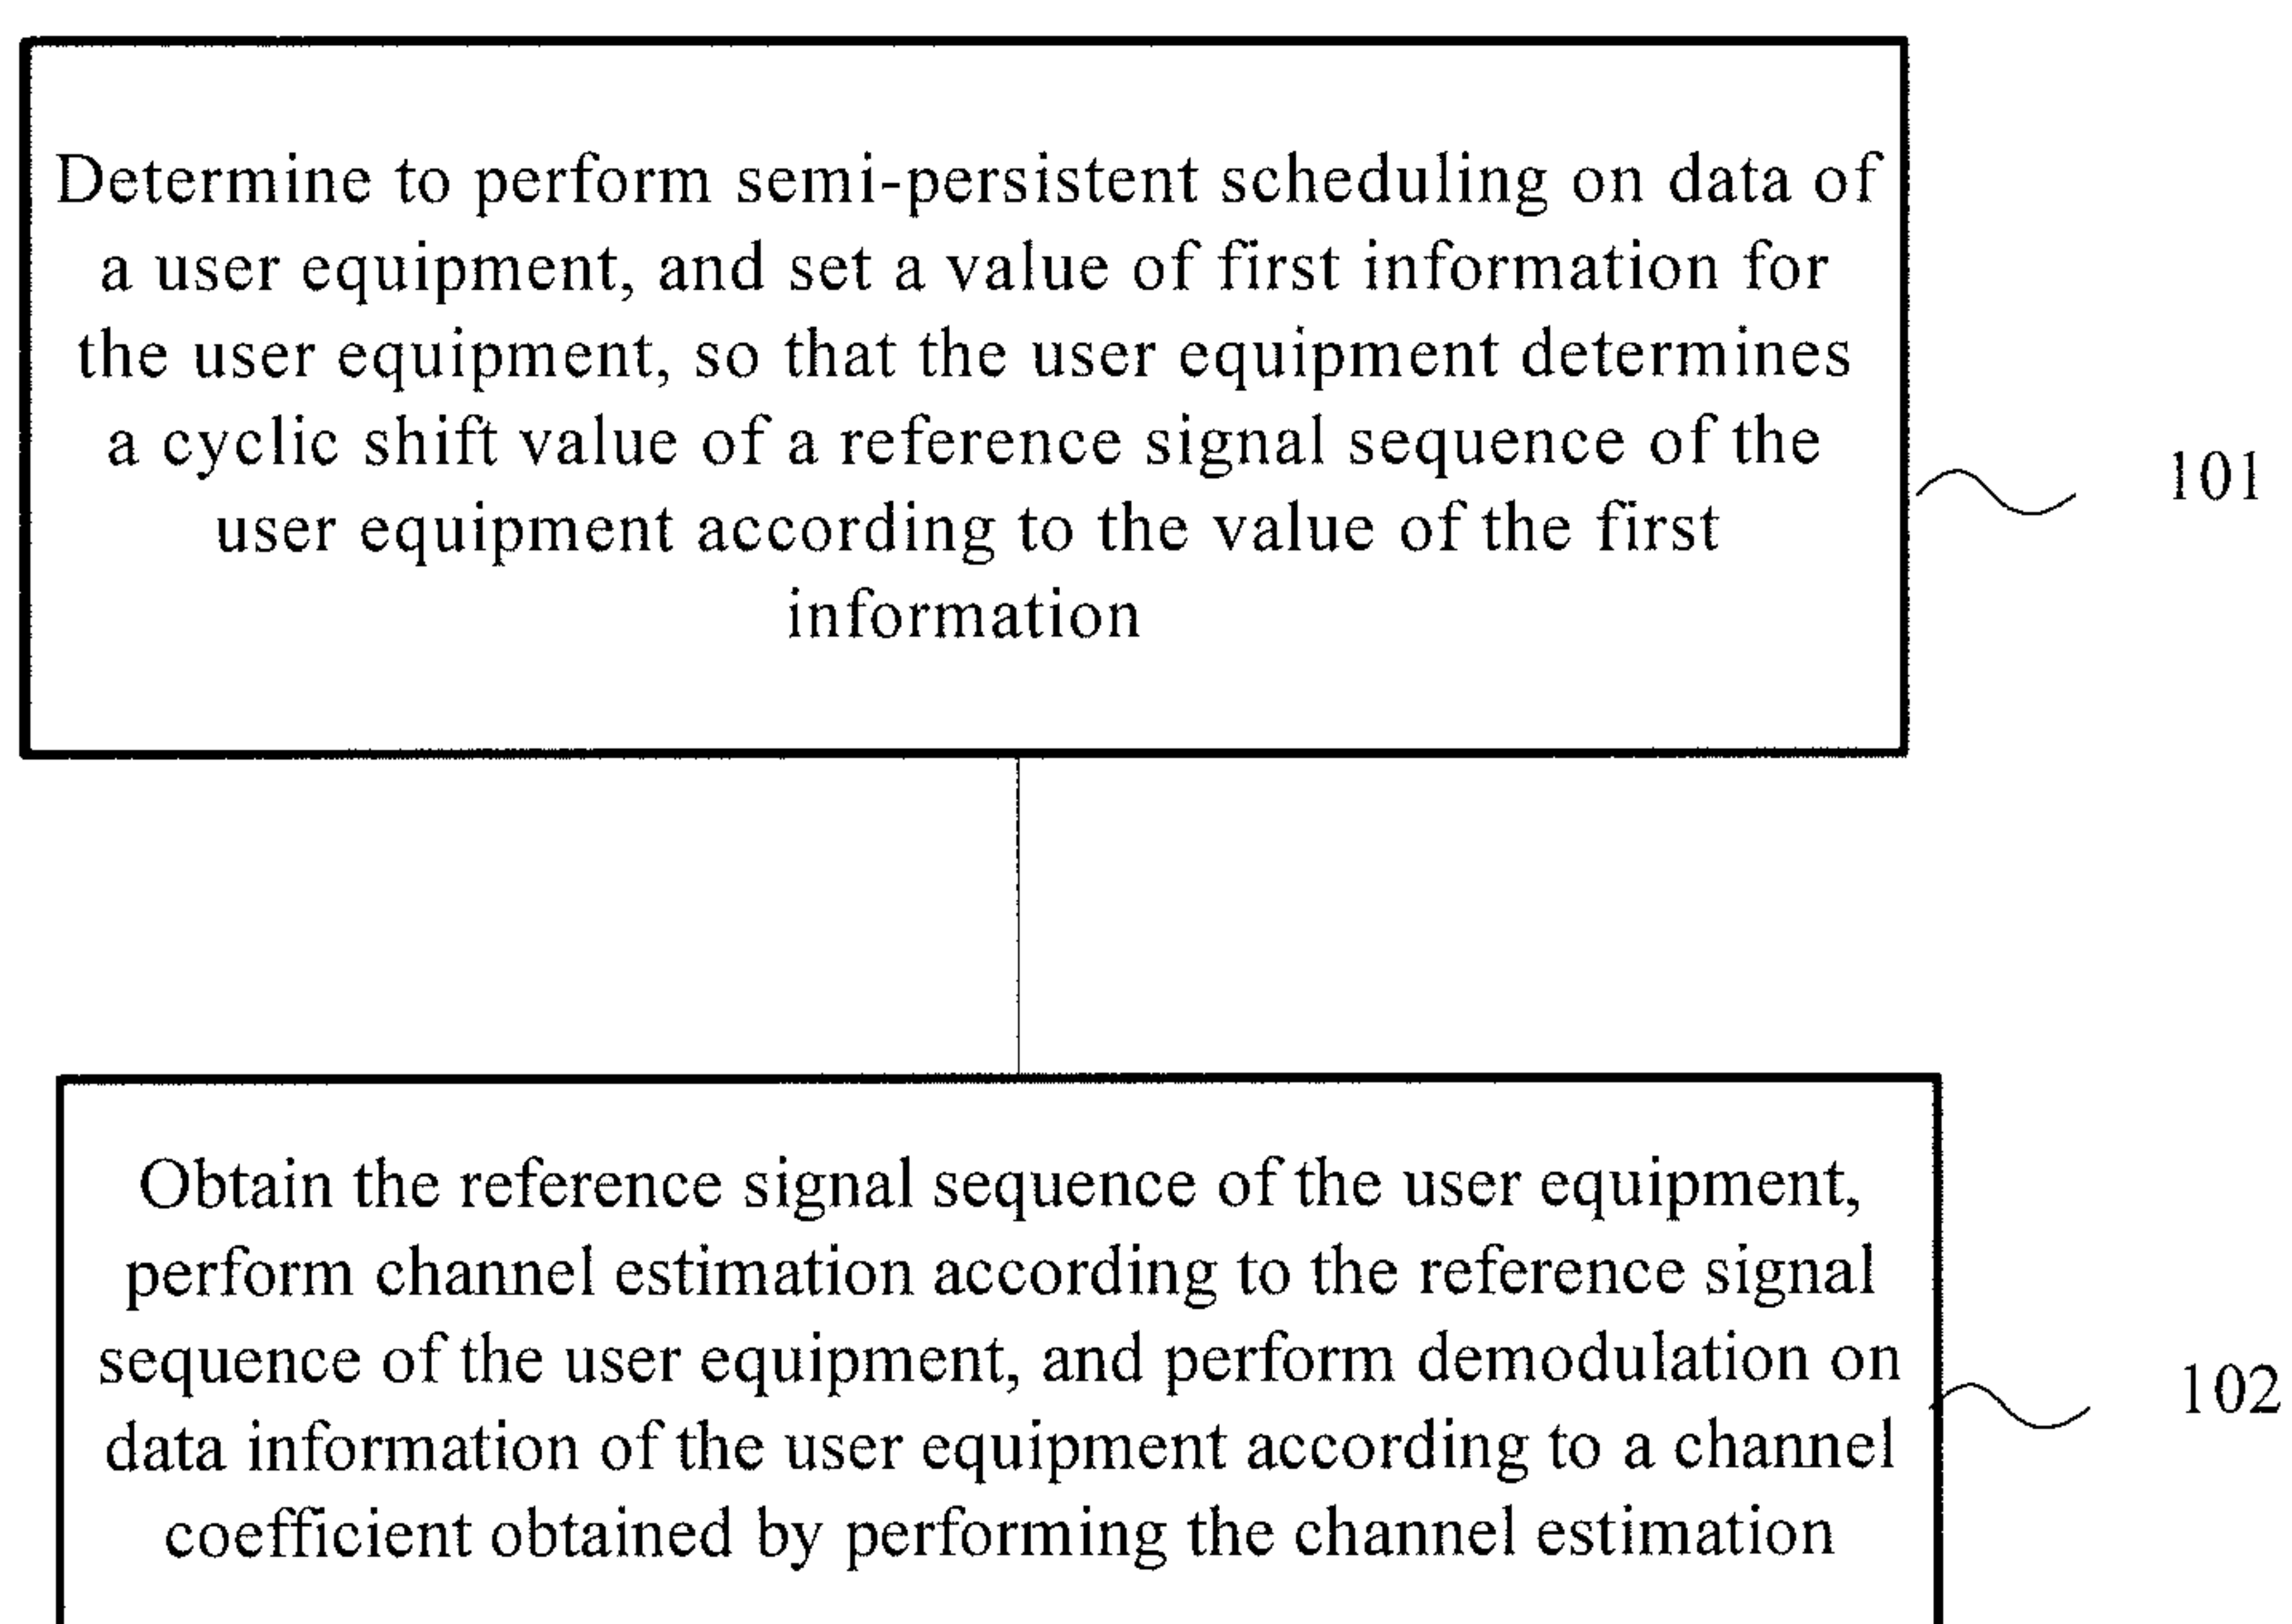 Determine to perform semi-persistent scheduling on data of
a user equipment, and set a value of first information for
the user equipment, so that the user equipment determines
a cyclic shift value of a reference signal sequence of the
user equipment according to the value of the first
information
101
Obtain the reference signal sequence of the user equipment,
perform channel estimation according to the reference signal
sequence of the user equipment, and perform demodulation on
data information of the user equipment according to a channel
coefficient obtained by performing the channel estimation
102